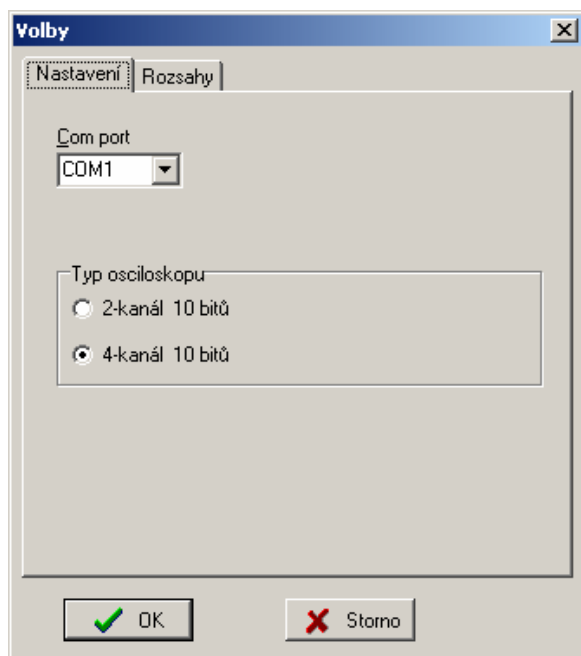 Volby
Nastavení Rozsahy
Com port
COM1
Typ osciloskopu
2-kanál 10 bitů
4-kanál 10 bitů
OK Storno